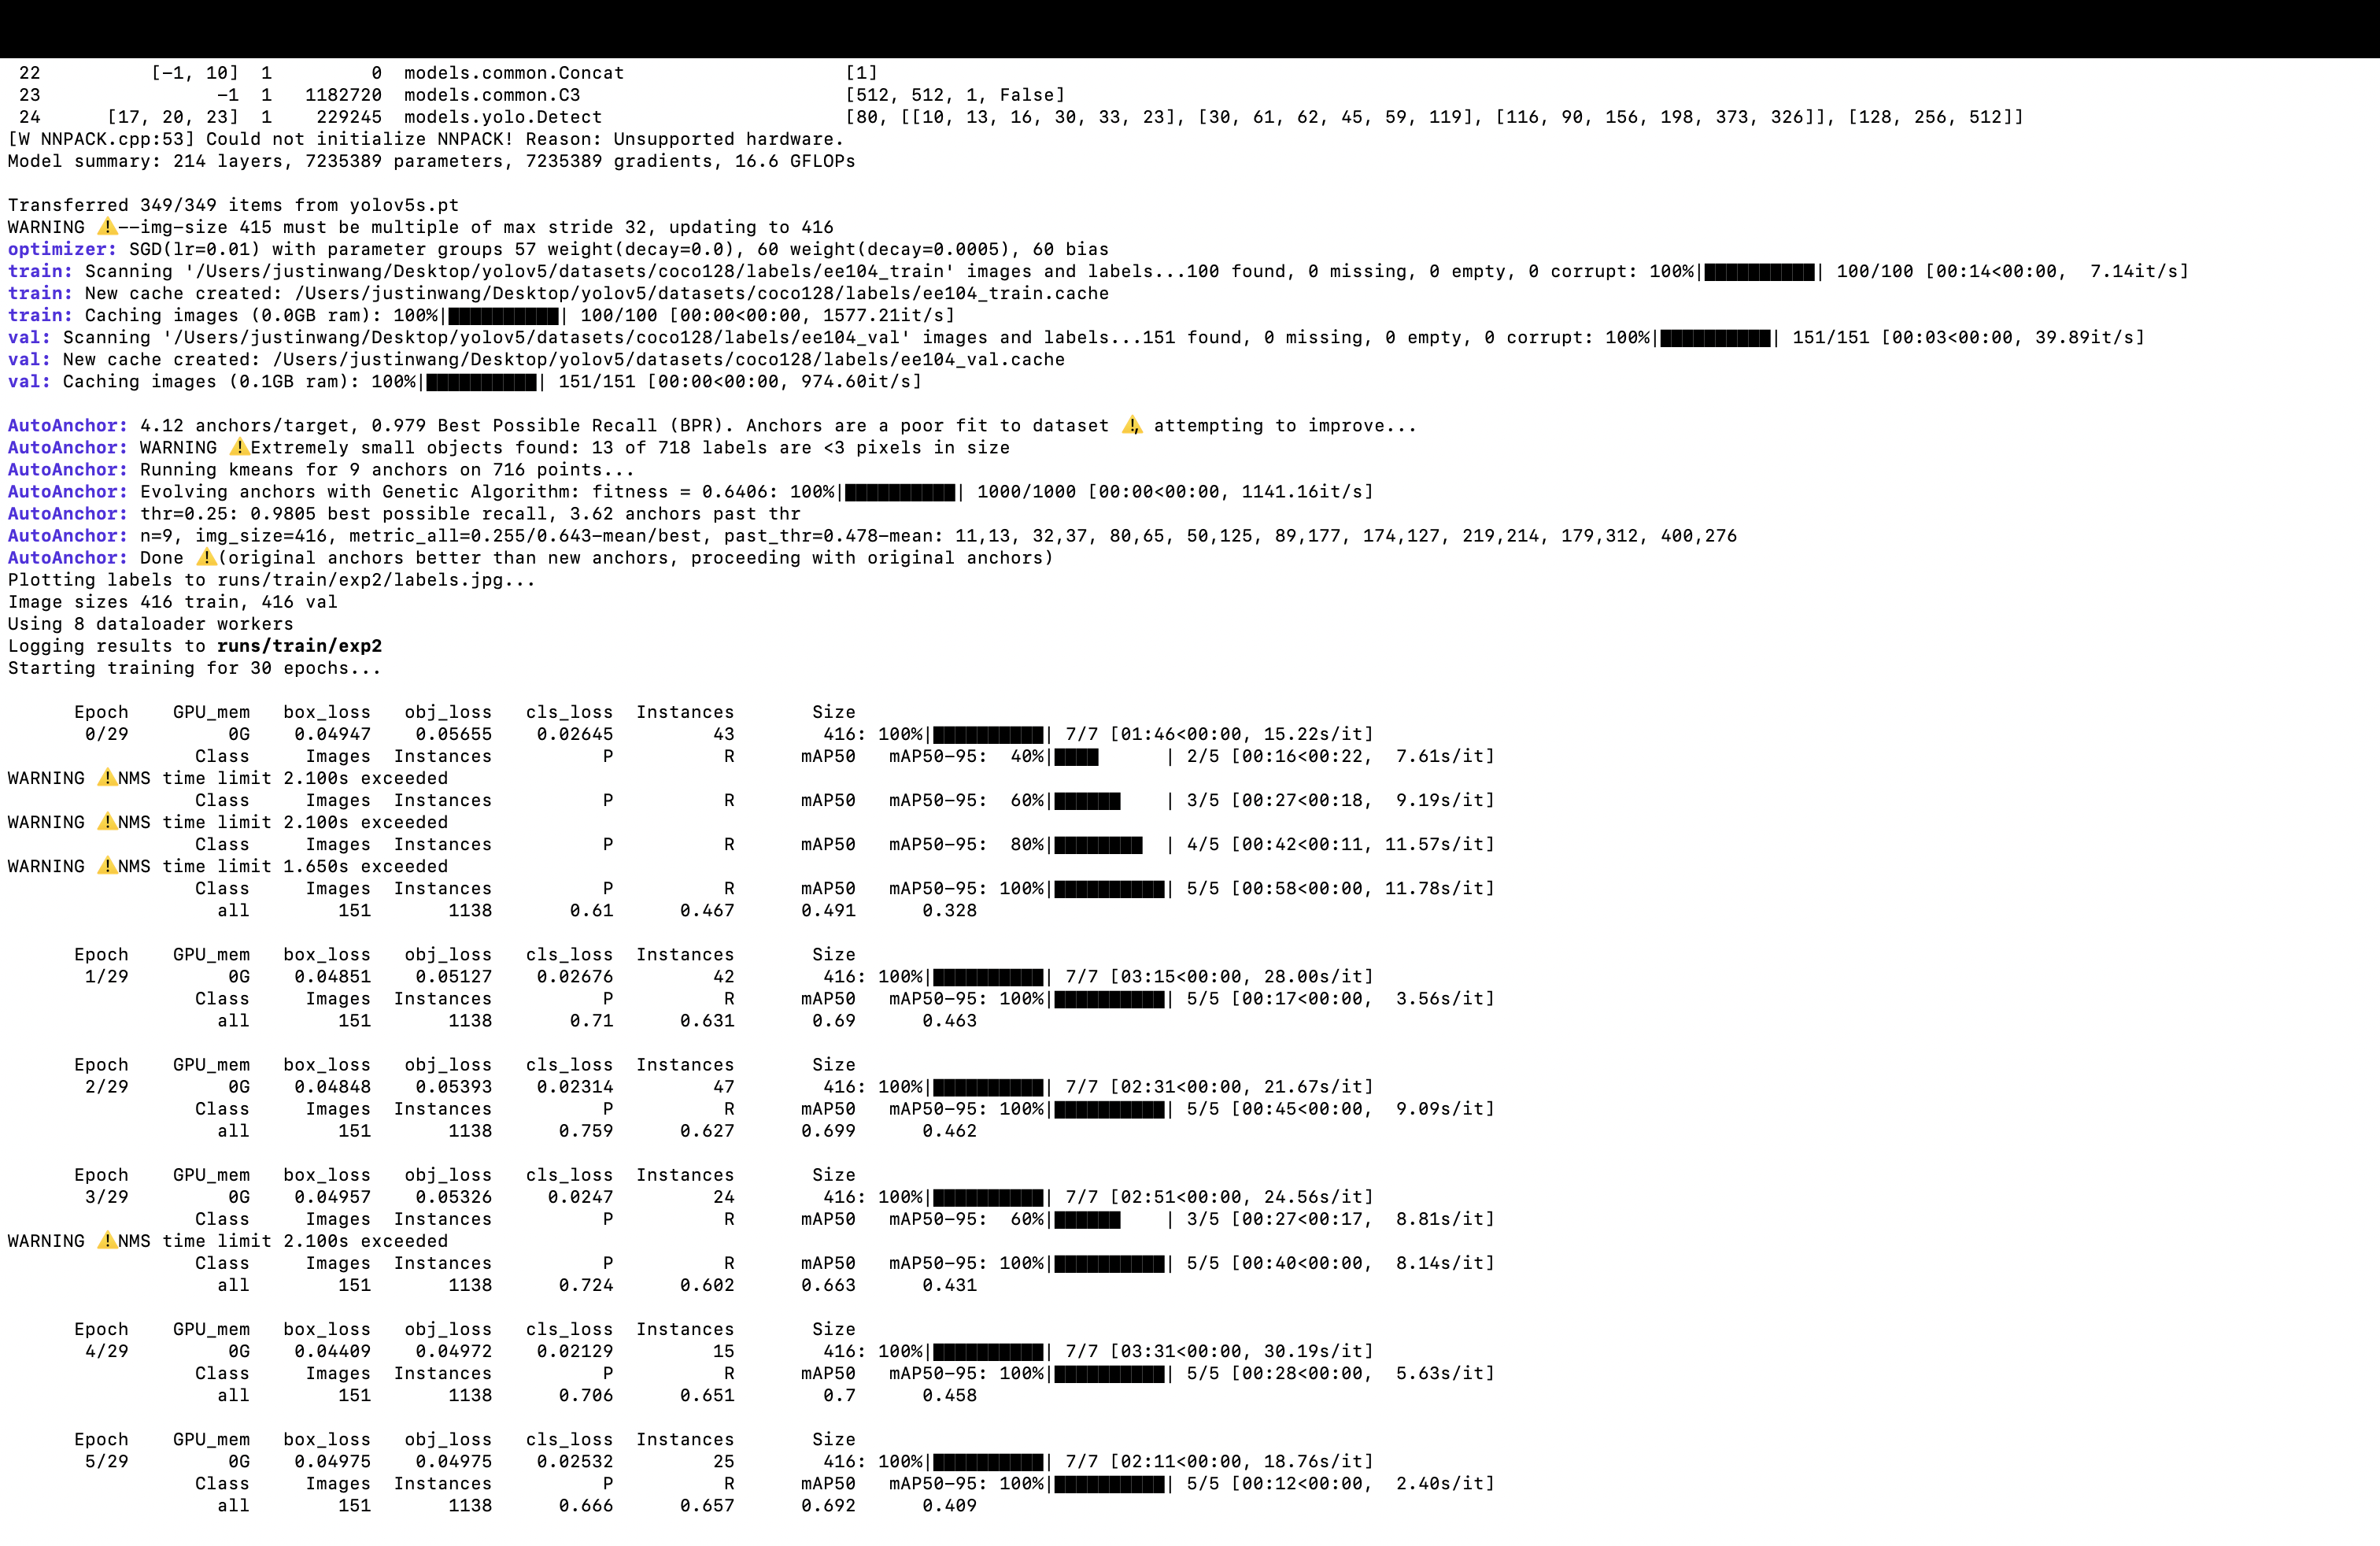 22 [-1, 10] 1 0 models.common.Concat [1]
23 -1 1 1182720 models.common.C3 [512, 512, 1, False]
24 [17, 20, 23] 1 229245 models.yolo.Detect [80, [[10, 13, 16, 30, 33, 23], [30, 61, 62, 45, 59, 119], [116, 90, 156, 198, 373, 326]], [128, 256, 512]]
[W NNPACK.cpp:53] Could not initialize NNPACK! Reason: Unsupported hardware.
Model summary: 214 layers, 7235389 parameters, 7235389 gradients, 16.6 GFLOPs
Transferred 349/349 items from yolov5s.pt
WARNING ⚠️--img-size 415 must be multiple of max stride 32, updating to 416
optimizer: SGD(lr=0.01) with parameter groups 57 weight(decay=0.0), 60 weight(decay=0.0005), 60 bias
train: Scanning '/Users/justinwang/Desktop/yolov5/datasets/coco128/labels/ee104_train' images and labels...100 found, 0 missing, 0 empty, 0 corrupt: 100%|██████████| 100/100 [00:14<00:00, 7.14it/s]
train: New cache created: /Users/justinwang/Desktop/yolov5/datasets/coco128/labels/ee104_train.cache
train: Caching images (0.0GB ram): 100%|██████████| 100/100 [00:00<00:00, 1577.21it/s]
val: Scanning '/Users/justinwang/Desktop/yolov5/datasets/coco128/labels/ee104_val' images and labels...151 found, 0 missing, 0 empty, 0 corrupt: 100%|██████████| 151/151 [00:03<00:00, 39.89it/s]
val: New cache created: /Users/justinwang/Desktop/yolov5/datasets/coco128/labels/ee104_val.cache
val: Caching images (0.1GB ram): 100%|██████████| 151/151 [00:00<00:00, 974.60it/s]
AutoAnchor: 4.12 anchors/target, 0.979 Best Possible Recall (BPR). Anchors are a poor fit to dataset ⚠️, attempting to improve...
AutoAnchor: WARNING ⚠️Extremely small objects found: 13 of 718 labels are <3 pixels in size
AutoAnchor: Running kmeans for 9 anchors on 716 points...
AutoAnchor: Evolving anchors with Genetic Algorithm: fitness = 0.6406: 100%|██████████| 1000/1000 [00:00<00:00, 1141.16it/s]
AutoAnchor: thr=0.25: 0.9805 best possible recall, 3.62 anchors past thr
AutoAnchor: n=9, img_size=416, metric_all=0.255/0.643-mean/best, past_thr=0.478-mean: 11,13, 32,37, 80,65, 50,125, 89,177, 174,127, 219,214, 179,312, 400,276
AutoAnchor: Done ⚠️(original anchors better than new anchors, proceeding with original anchors)
Plotting labels to runs/train/exp2/labels.jpg...
Image sizes 416 train, 416 val
Using 8 dataloader workers
Logging results to runs/train/exp2
Starting training for 30 epochs...
Epoch GPU_mem box_loss obj_loss cls_loss Instances Size
0/29 0G 0.04947 0.05655 0.02645 43 416: 100%|██████████| 7/7 [01:46<00:00, 15.22s/it]
Class Images Instances P R mAP50 mAP50-95: 40%|████ | 2/5 [00:16<00:22, 7.61s/it]
WARNING ⚠️NMS time limit 2.100s exceeded
Class Images Instances P R mAP50 mAP50-95: 60%|██████ | 3/5 [00:27<00:18, 9.19s/it]
WARNING ⚠️NMS time limit 2.100s exceeded
Class Images Instances P R mAP50 mAP50-95: 80%|████████ | 4/5 [00:42<00:11, 11.57s/it]
WARNING ⚠️NMS time limit 1.650s exceeded
Class Images Instances P R mAP50 mAP50-95: 100%|██████████| 5/5 [00:58<00:00, 11.78s/it]
all 151 1138 0.61 0.467 0.491 0.328
Epoch GPU_mem box_loss obj_loss cls_loss Instances Size
1/29 0G 0.04851 0.05127 0.02676 42 416: 100%|██████████| 7/7 [03:15<00:00, 28.00s/it]
Class Images Instances P R mAP50 mAP50-95: 100%|██████████| 5/5 [00:17<00:00, 3.56s/it]
all 151 1138 0.71 0.631 0.69 0.463
Epoch GPU_mem box_loss obj_loss cls_loss Instances Size
2/29 0G 0.04848 0.05393 0.02314 47 416: 100%|██████████| 7/7 [02:31<00:00, 21.67s/it]
Class Images Instances P R mAP50 mAP50-95: 100%|██████████| 5/5 [00:45<00:00, 9.09s/it]
all 151 1138 0.759 0.627 0.699 0.462
Epoch GPU_mem box_loss obj_loss cls_loss Instances Size
3/29 0G 0.04957 0.05326 0.0247 24 416: 100%|██████████| 7/7 [02:51<00:00, 24.56s/it]
Class Images Instances P R mAP50 mAP50-95: 60%|██████ | 3/5 [00:27<00:17, 8.81s/it]
WARNING ⚠️NMS time limit 2.100s exceeded
Class Images Instances P R mAP50 mAP50-95: 100%|██████████| 5/5 [00:40<00:00, 8.14s/it]
all 151 1138 0.724 0.602 0.663 0.431
Epoch GPU_mem box_loss obj_loss cls_loss Instances Size
4/29 0G 0.04409 0.04972 0.02129 15 416: 100%|██████████| 7/7 [03:31<00:00, 30.19s/it]
Class Images Instances P R mAP50 mAP50-95: 100%|██████████| 5/5 [00:28<00:00, 5.63s/it]
all 151 1138 0.706 0.651 0.7 0.458
Epoch GPU_mem box_loss obj_loss cls_loss Instances Size
5/29 0G 0.04975 0.04975 0.02532 25 416: 100%|██████████| 7/7 [02:11<00:00, 18.76s/it]
Class Images Instances P R mAP50 mAP50-95: 100%|██████████| 5/5 [00:12<00:00, 2.40s/it]
all 151 1138 0.666 0.657 0.692 0.409